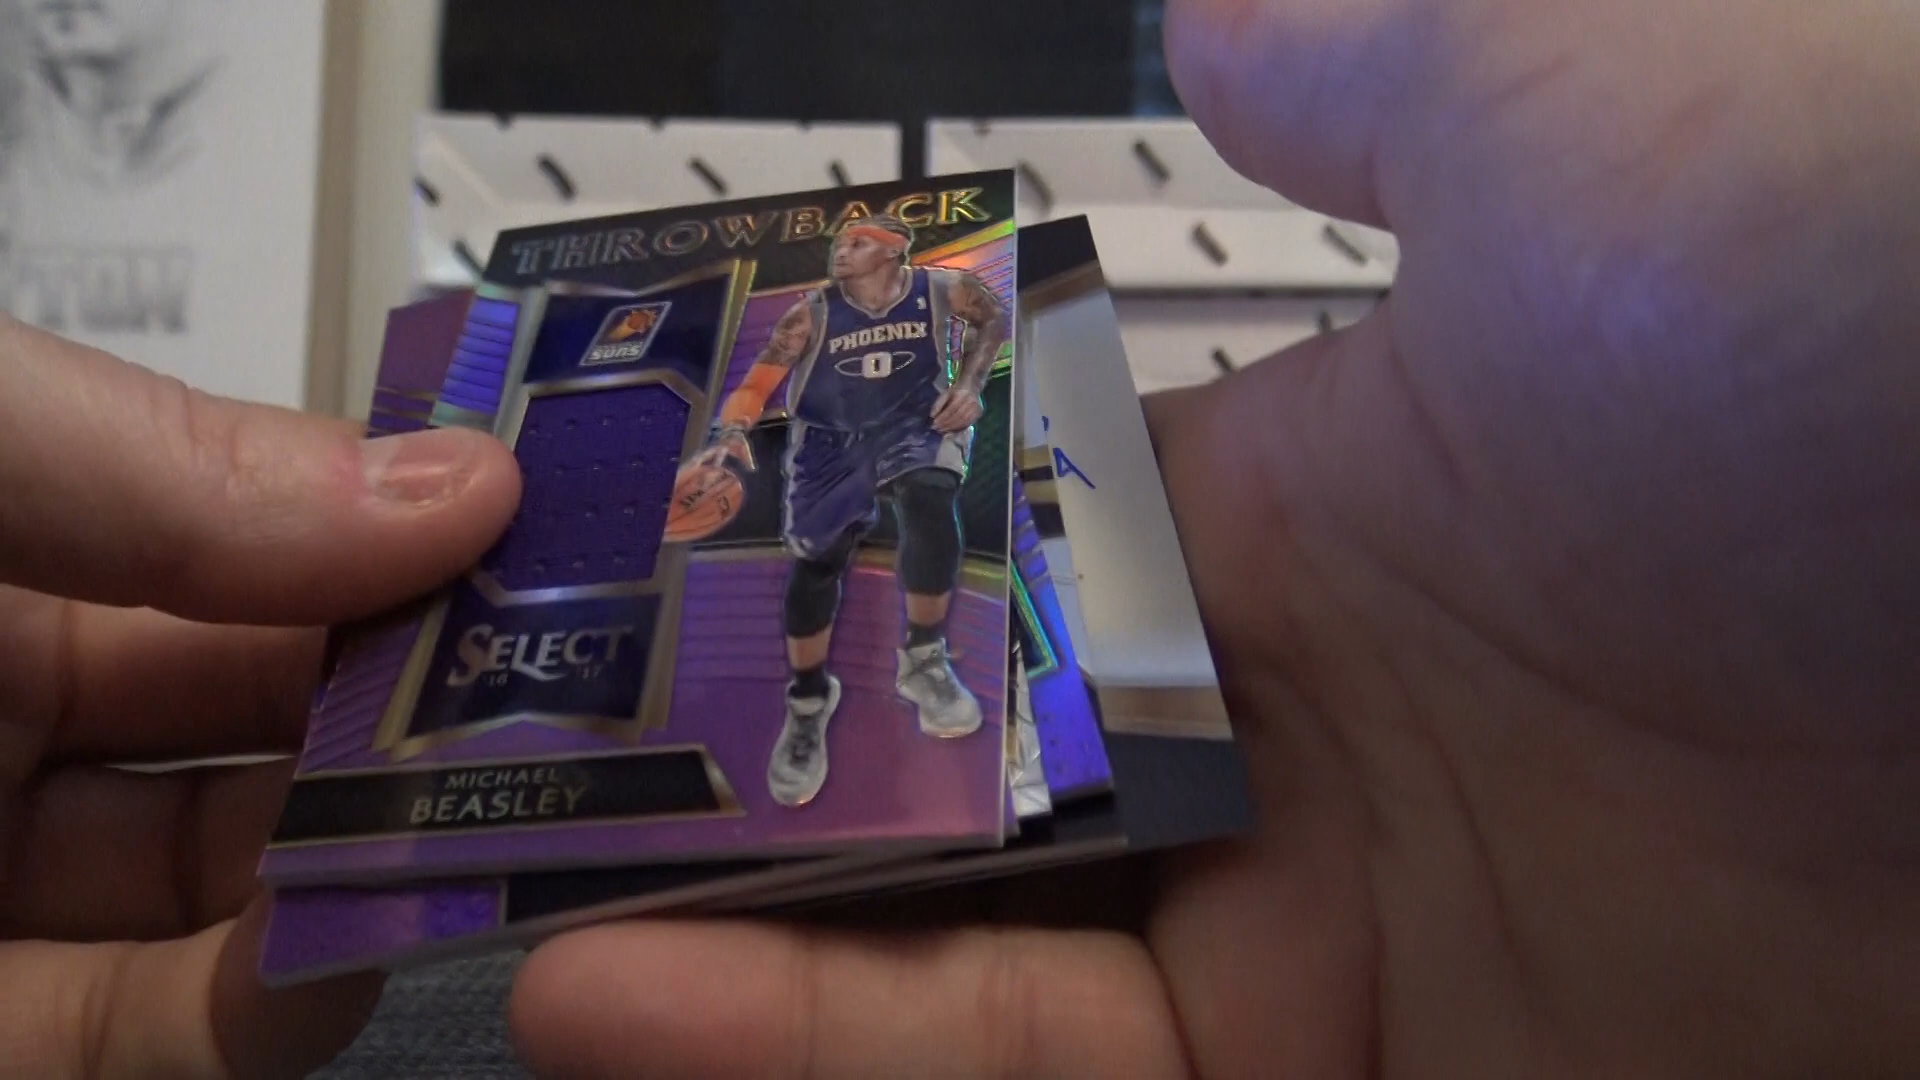 THROWBACK
SUNS
PHOENIX
0
SELECT
'16 '17
MICHAEL
BEASLEY